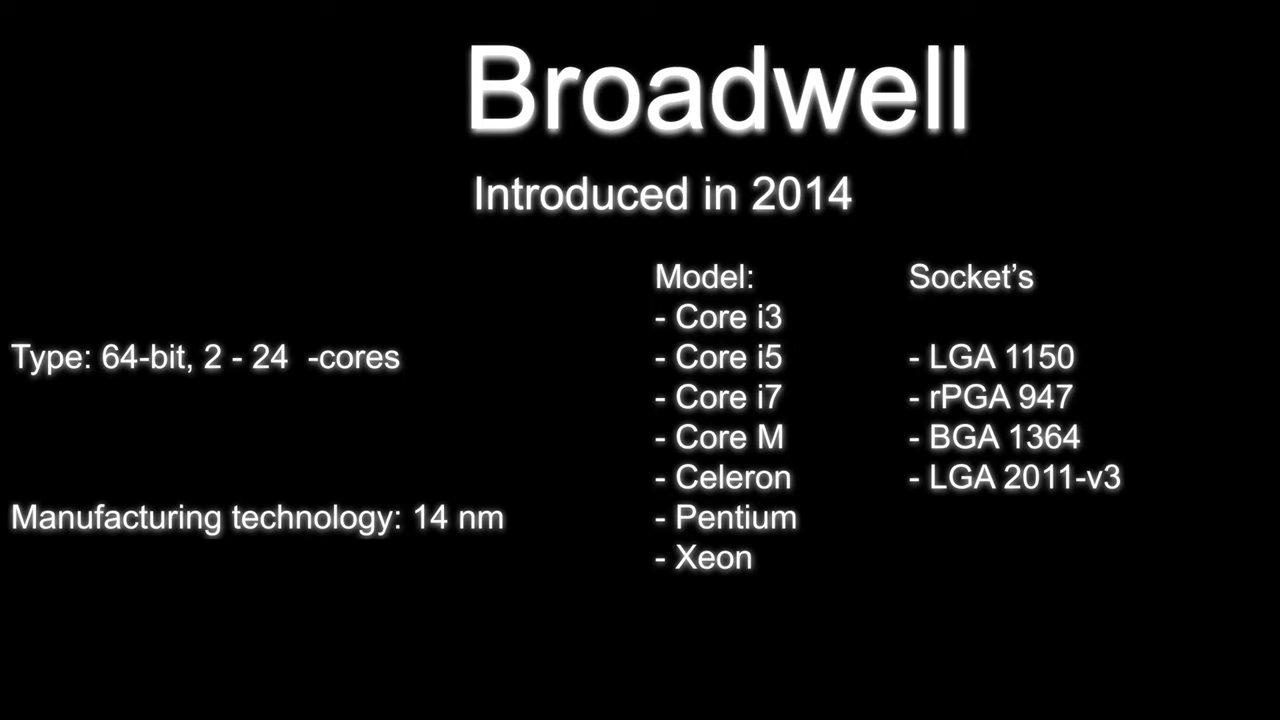 Broadwell
Introduced in 2014
Type: 64-bit, 2 - 24 -cores
Manufacturing technology: 14 nm
Model:
- Core i3
- Core i5
- Core i7
- Core M
- Celeron
- Pentium
- Xeon
Socket’s
- LGA 1150
- rPGA 947
- BGA 1364
- LGA 2011-v3